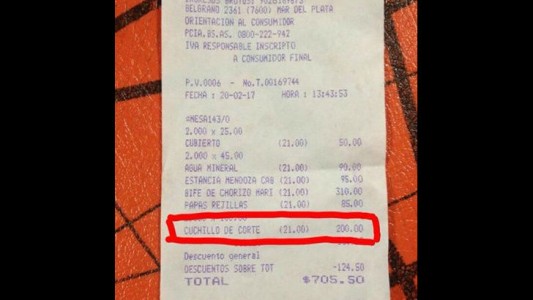 BELGRANO 2361 (7600) MAR DEL PLATA
ORIENTACION AL CONSUMIDOR
PCIA.BS.AS. 0800-222-942
IVA RESPONSABLE INSCRIPTO
A CONSUMIDOR FINAL
P.V.0006 - No.T.00169744
FECHA : 20-02-17 HORA : 13:43:53
=MESA143/0
2.000 x 25.00
CUBIERTO (21.00) 50.00
2.000 x 45.00
AGUA MINERAL (21.00) 90.00
ESTANCIA MENDOZA CAB (21.00) 95.00
BIFE DE CHORIZO MARI (21.00) 310.00
PAPAS REJILLAS (21.00) 85.00
CUCHILLO DE CORTE (21.00) 200.00
Descuento general
DESCUENTOS SOBRE TOT -124.50
TOTAL $705.50